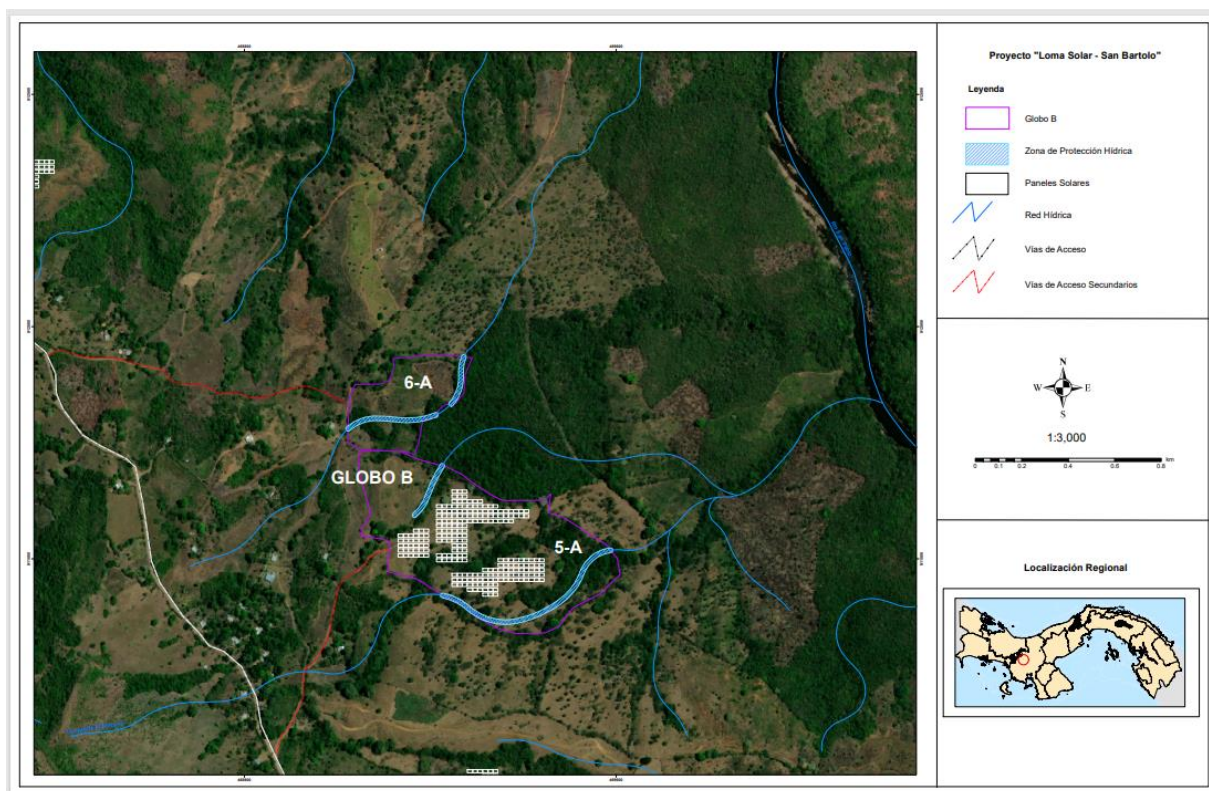 Proyecto "Loma Solar - San Bartolo"
Leyenda
Globo B
Zona de Protección Hídrica
Paneles Solares
Red Hídrica
Vías de Acceso
Vías de Acceso Secundarios
N
W E
S
1:3,000
km
0 0.1 0.2 0.4 0.6 0.8
Localización Regional
6-A
GLOBO B
5-A